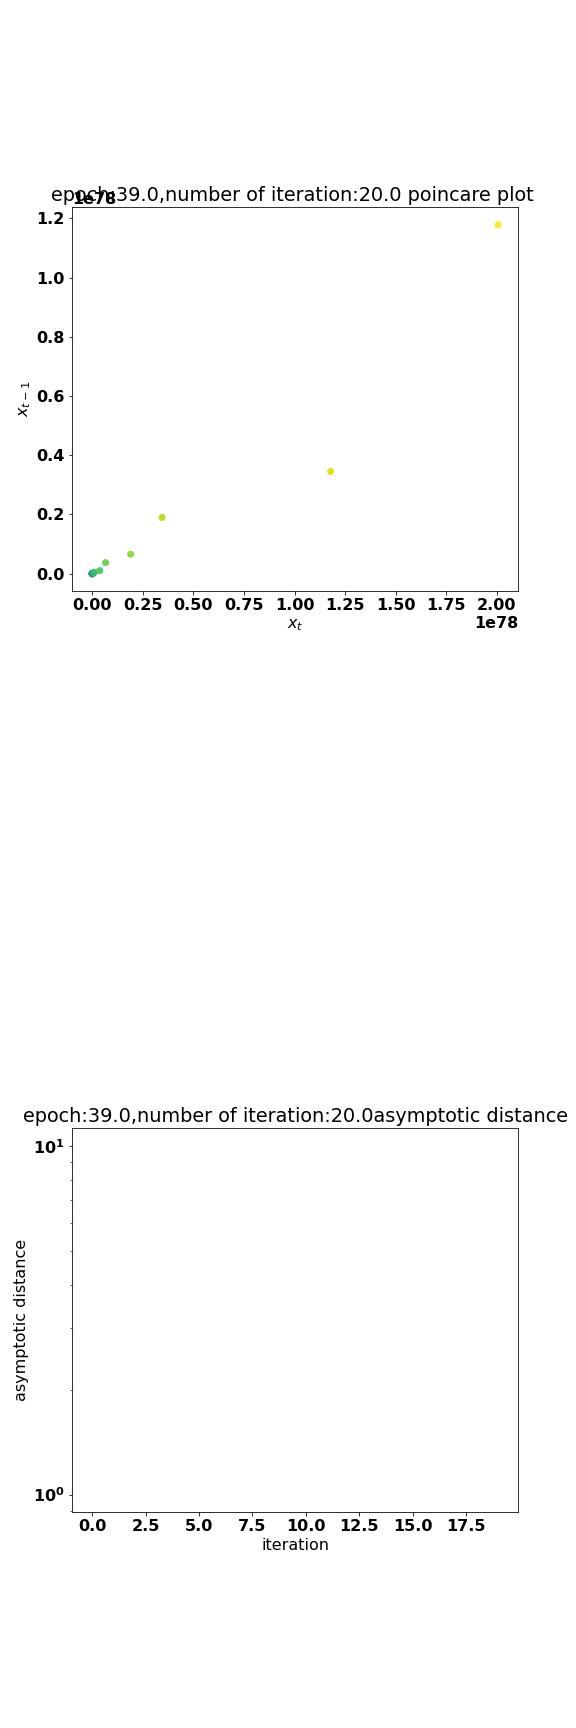 epoch:39.0,number of iteration:20.0 poincare plot
1e78
1.2
1.0
0.8
0.6
0.4
0.2
0.0
x_{t-1}
0.00 0.25 0.50 0.75 1.00 1.25 1.50 1.75 2.00
1e78
x_t
epoch:39.0,number of iteration:20.0asymptotic distance
10^1
10^0
asymptotic distance
0.0 2.5 5.0 7.5 10.0 12.5 15.0 17.5
iteration